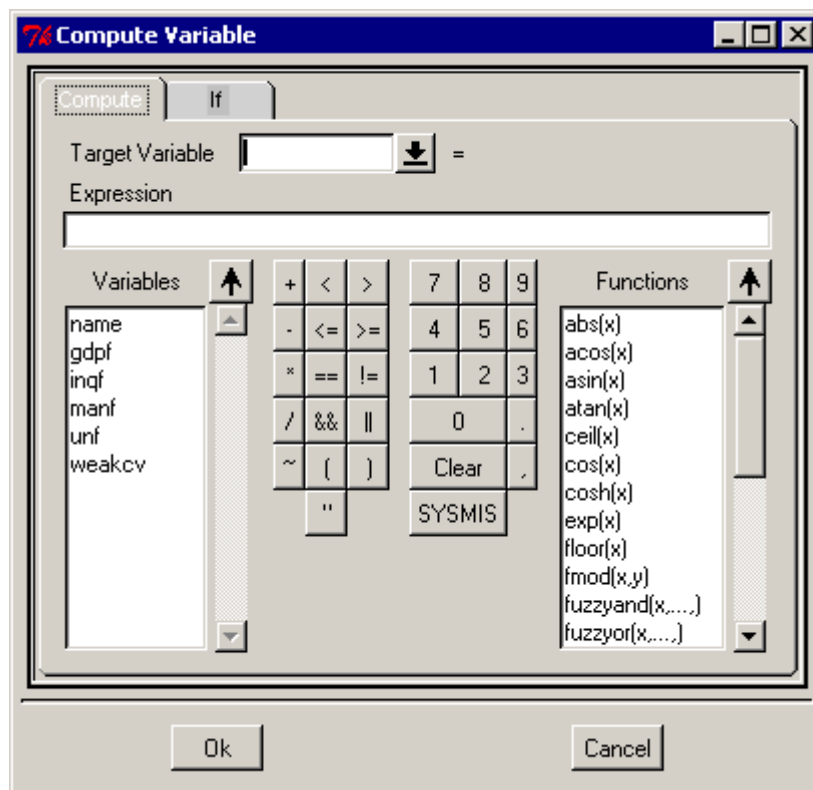 Compute Variable
Compute
If
Target Variable
=
Expression
Variables
name
gdpf
inqf
manf
unf
weakcv
+ < >
- <= >=
* == !=
/ && ||
~ ( )
"
7 8 9
4 5 6
1 2 3
0 .
Clear ,
SYSMIS
Functions
abs(x)
acos(x)
asin(x)
atan(x)
ceil(x)
cos(x)
cosh(x)
exp(x)
floor(x)
fmod(x,y)
fuzzyand(x,...,)
fuzzyor(x,...,)
Ok
Cancel